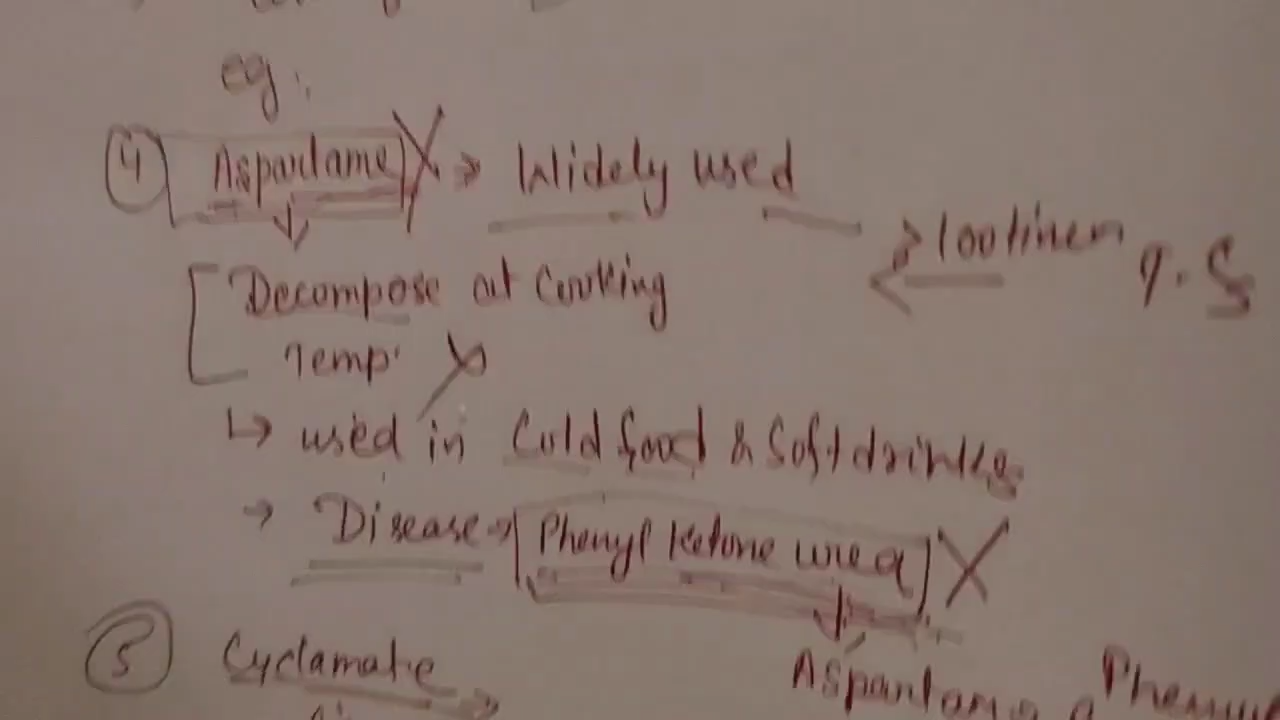 eg:
④ Aspartame → Widely used
> 100 times q. S
Decompose at Cooking
Temp.
↳ used in Cold food & Soft drinks
→ Disease → Phenyl Ketone urea
⑤ Cyclamate
Aspartame